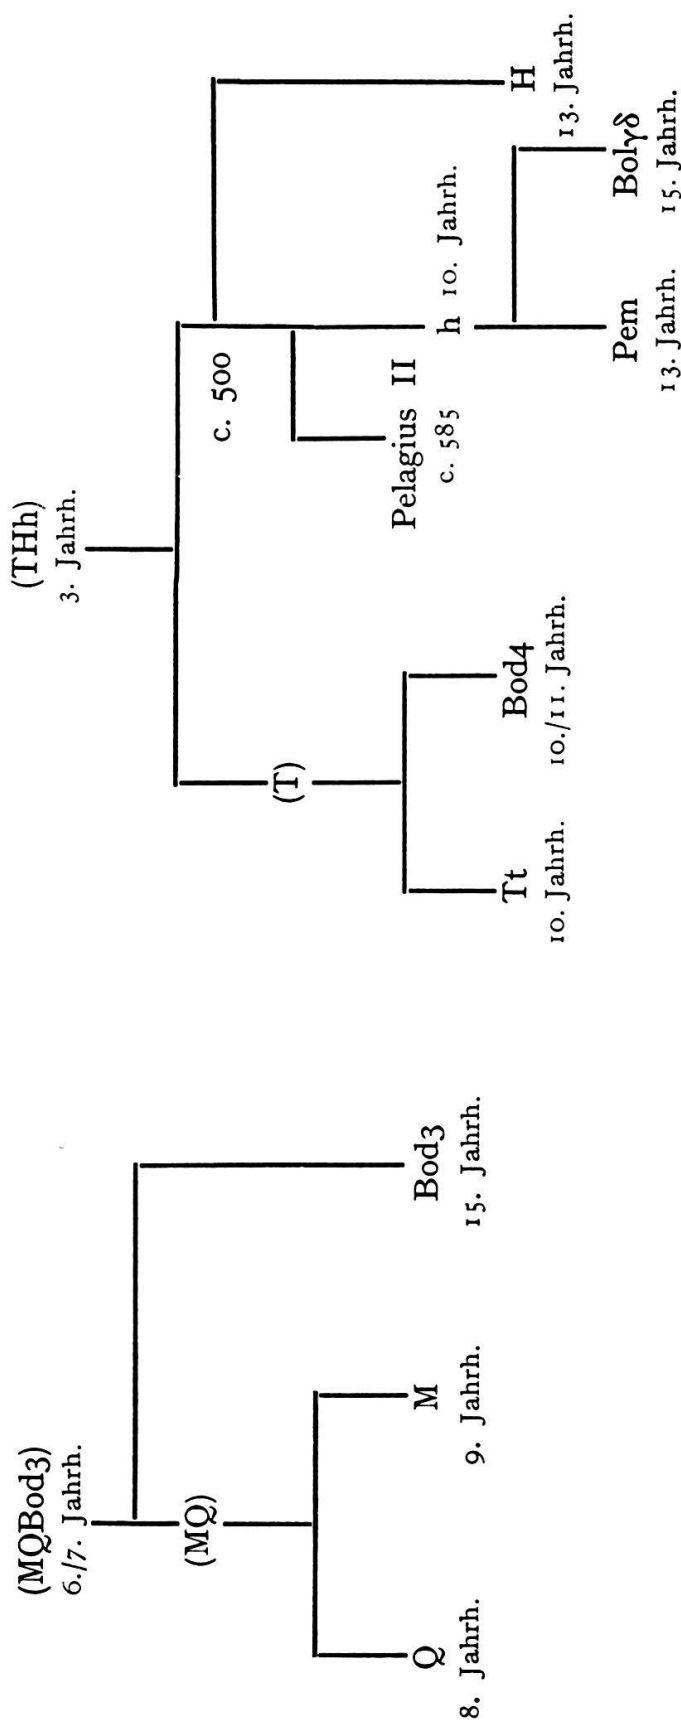 (MQBod3)
6./7. Jahrh.
(MQ)
Q
8. Jahrh.
M
9. Jahrh.
Bod3
15. Jahrh.
(THh)
3. Jahrh.
(T)
Tt
10. Jahrh.
Bod4
10./11. Jahrh.
c. 500
Pelagius II
c. 585
h 10. Jahrh.
H
13. Jahrh.
Pem
13. Jahrh.
Bolγδ
15. Jahrh.